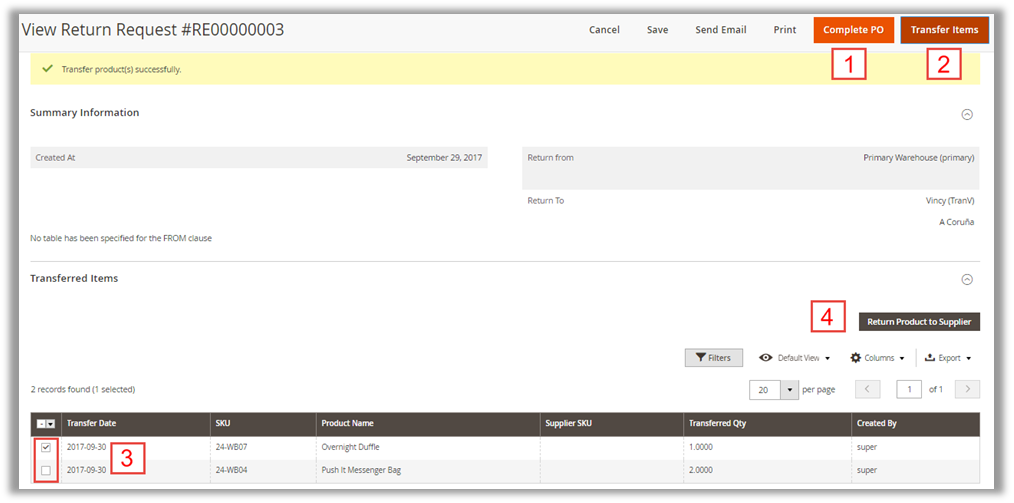 View Return Request #RE00000003
Cancel Save Send Email Print Complete PO Transfer Items
1 2
Transfer product(s) successfully.
Summary Information
Created At September 29, 2017 Return from Primary Warehouse (primary)
Return To Vincy (TranV)
A Coruña
No table has been specified for the FROM clause
Transferred Items
4 Return Product to Supplier
Filters Default View Columns Export
2 records found (1 selected) 20 per page 1 of 1
Transfer Date SKU Product Name Supplier SKU Transferred Qty Created By
2017-09-30 24-WB07 Overnight Duffle 1.0000 super
3
2017-09-30 24-WB04 Push It Messenger Bag 2.0000 super